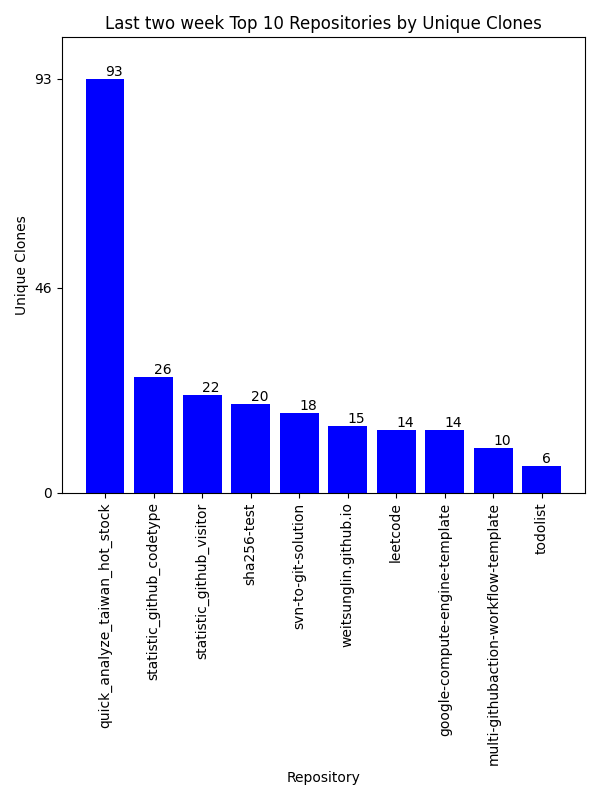 Last two week Top 10 Repositories by Unique Clones
Unique Clones
93
46
0
93
26
22
20
18
15
14
14
10
6
quick_analyze_taiwan_hot_stock
statistic_github_codetype
statistic_github_visitor
sha256-test
svn-to-git-solution
weitsunglin.github.io
leetcode
google-compute-engine-template
multi-githubaction-workflow-template
todolist
Repository